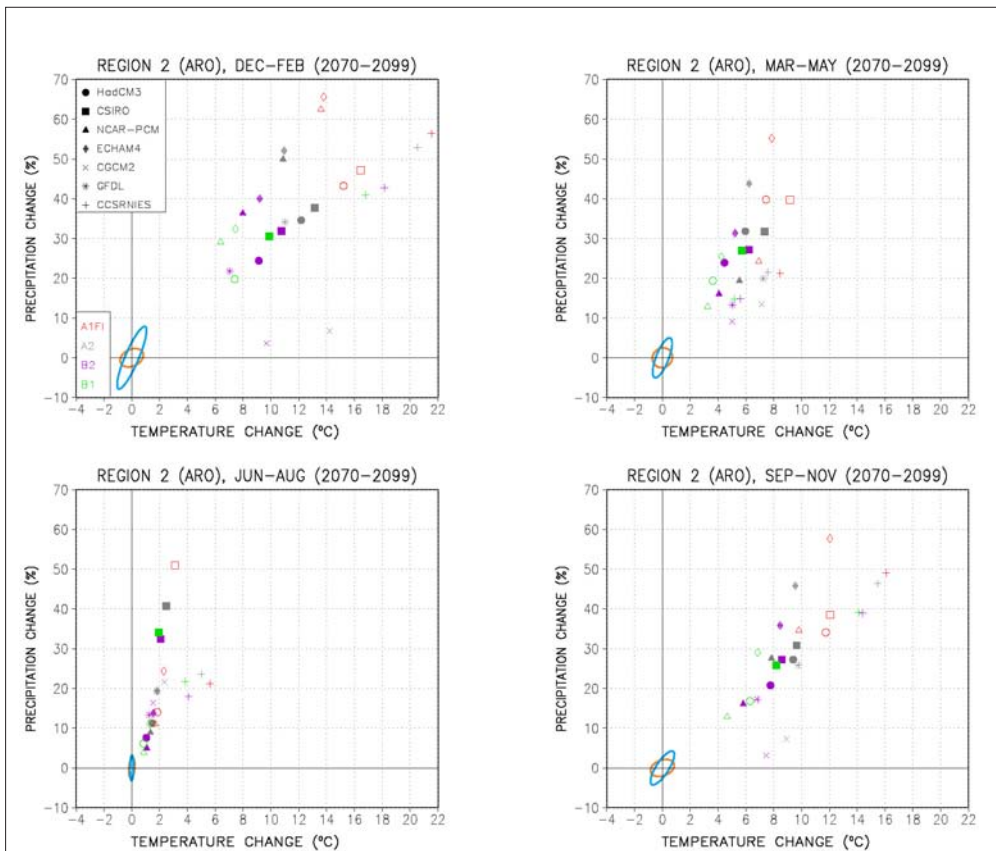 REGION 2 (ARO), DEC-FEB (2070-2099)
70
60
50
40
30
20
10
0
-10
PRECIPITATION CHANGE (%)
HadCM3
CSIRO
NCAR-PCM
ECHAM4
CGCM2
GFDL
CCSRNIES
A1FI
A2
B2
B1
-4 -2 0 2 4 6 8 10 12 14 16 18 20 22
TEMPERATURE CHANGE (ºC)
REGION 2 (ARO), MAR-MAY (2070-2099)
70
60
50
40
30
20
10
0
-10
PRECIPITATION CHANGE (%)
-4 -2 0 2 4 6 8 10 12 14 16 18 20 22
TEMPERATURE CHANGE (ºC)
REGION 2 (ARO), JUN-AUG (2070-2099)
70
60
50
40
30
20
10
0
-10
PRECIPITATION CHANGE (%)
-4 -2 0 2 4 6 8 10 12 14 16 18 20 22
TEMPERATURE CHANGE (ºC)
REGION 2 (ARO), SEP-NOV (2070-2099)
70
60
50
40
30
20
10
0
-10
PRECIPITATION CHANGE (%)
-4 -2 0 2 4 6 8 10 12 14 16 18 20 22
TEMPERATURE CHANGE (ºC)